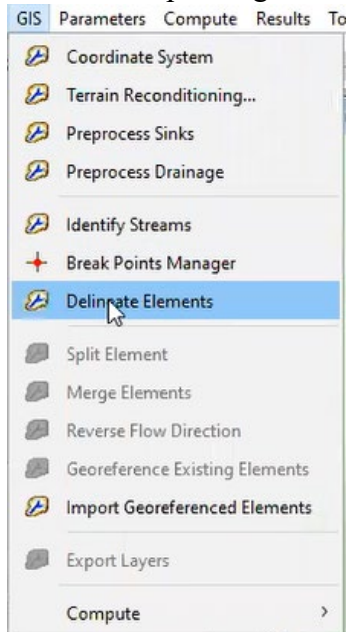 GIS Parameters Compute Results
Coordinate System
Terrain Reconditioning...
Preprocess Sinks
Preprocess Drainage
Identify Streams
Break Points Manager
Delineate Elements
Split Element
Merge Elements
Reverse Flow Direction
Georeference Existing Elements
Import Georeferenced Elements
Export Layers
Compute